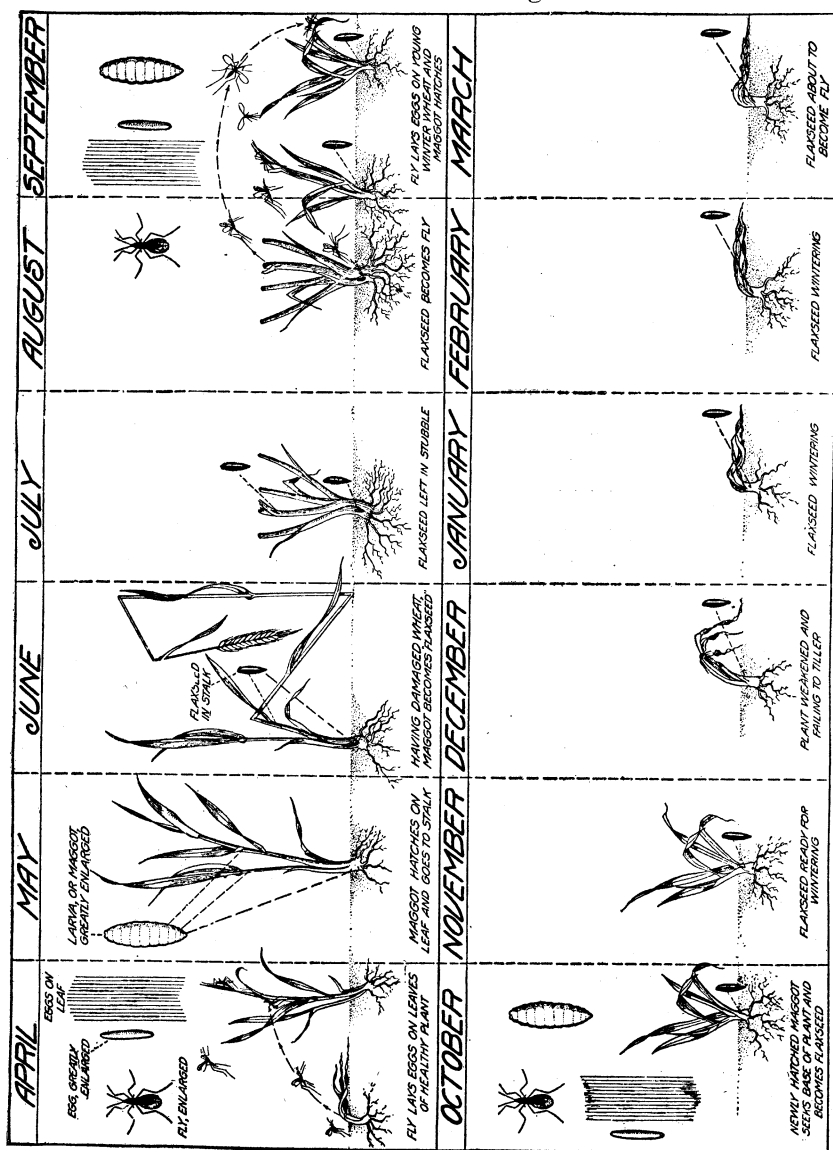 APRIL
EGG, GREATLY
ENLARGED
EGGS ON
LEAF
FLY, ENLARGED
FLY LAYS EGGS ON LEAVES
OF HEALTHY PLANT
MAY
LARVA, OR MAGGOT,
GREATLY ENLARGED
MAGGOT HATCHES ON
LEAF AND GOES TO STALK
JUNE
FLAXSEED
IN STALK
HAVING DAMAGED WHEAT,
MAGGOT BECOMES "FLAXSEED"
JULY
FLAXSEED LEFT IN STUBBLE
AUGUST
FLAXSEED BECOMES FLY
SEPTEMBER
FLY LAYS EGGS ON YOUNG
WINTER WHEAT AND
MAGGOT HATCHES
OCTOBER
NEWLY HATCHED MAGGOT
SEEKS BASE OF PLANT AND
BECOMES FLAXSEED
NOVEMBER
FLAXSEED READY FOR
WINTERING
DECEMBER
PLANT WEAKENED AND
FAILING TO TILLER
JANUARY
FLAXSEED WINTERING
FEBRUARY
FLAXSEED WINTERING
MARCH
FLAXSEED ABOUT TO
BECOME FLY